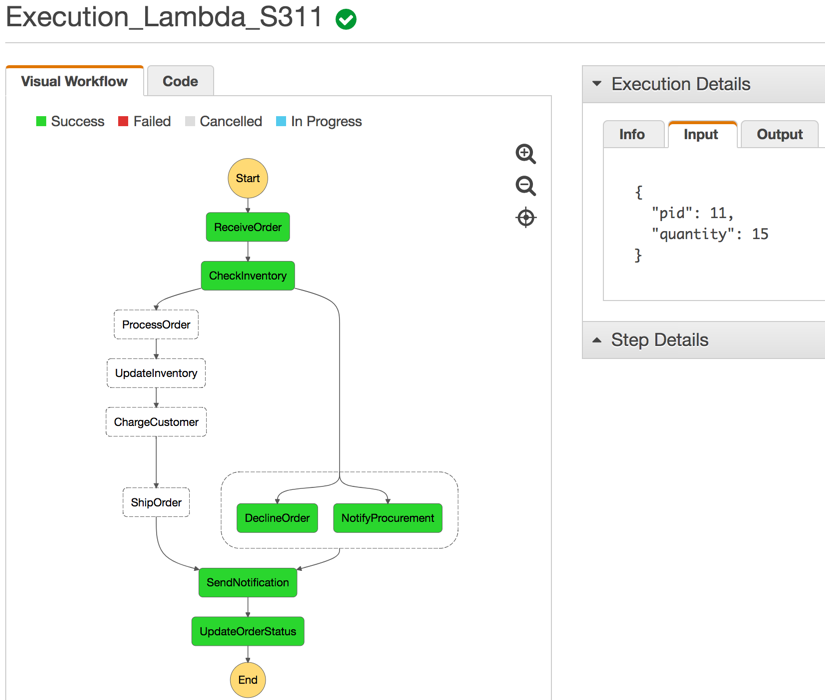 Execution_Lambda_S311
Visual Workflow
Code
Success
Failed
Cancelled
In Progress
Start
ReceiveOrder
CheckInventory
ProcessOrder
UpdateInventory
ChargeCustomer
ShipOrder
DeclineOrder
NotifyProcurement
SendNotification
UpdateOrderStatus
End
Execution Details
Info
Input
Output
{
"pid": 11,
"quantity": 15
}
Step Details